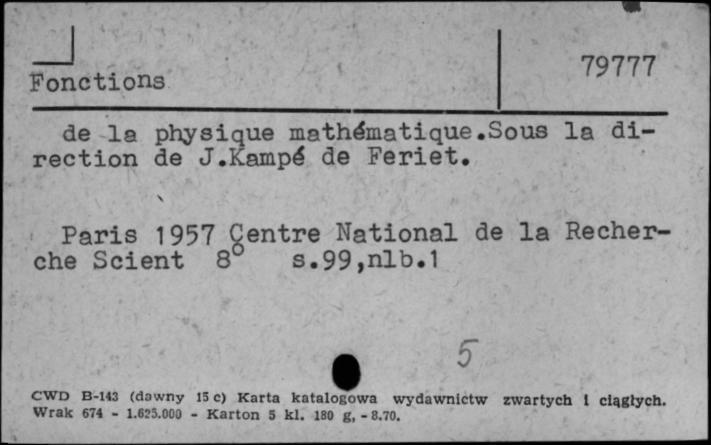 79777
Fonctions
de la physique mathématique.Sous la di-
rection de J.Kampé de Feriet.
Paris 1957 Centre National de la Recher-
che Scient 8° s.99,nlb.1
5
CWD B-143 (dawny 15 c) Karta katalogowa wydawnictw zwartych i ciągłych.
Wrak 674 - 1.625.000 - Karton 5 kl. 180 g, - 8.70.